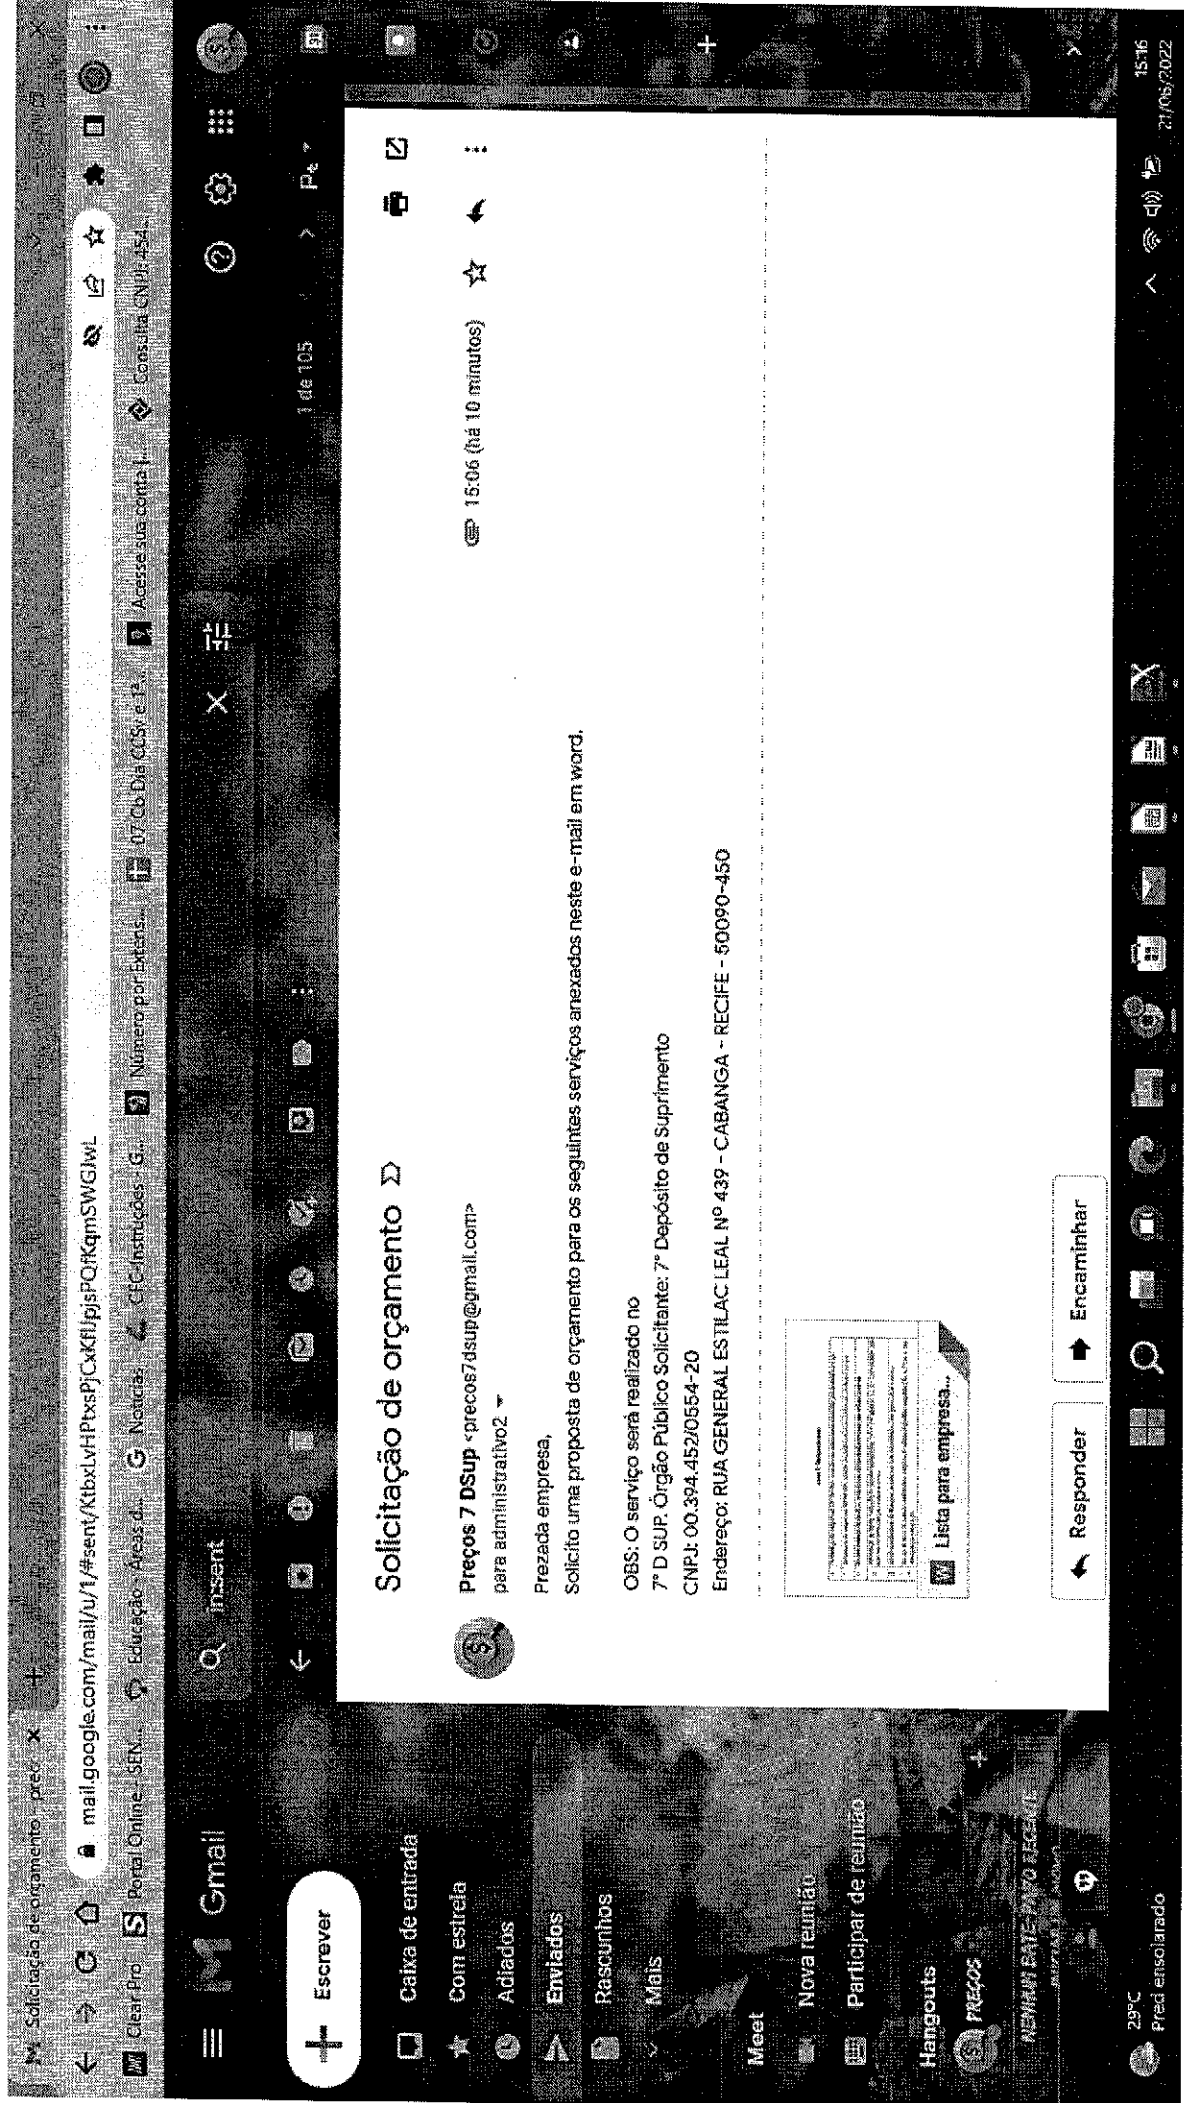 Solicitação de orçamento - preç
mail.google.com/mail/u/1/#sent/KtbxLvHPtxsPjCxKflJpjsPQfKqmSWGJwL
Clear Pro
Portal Online - SEN...
Educação - Áreas d...
Notícias
CFC-Instruções G...
Número por Extens...
07 Cb Dia CCSv e 1ª...
Acesse sua conta |...
Consulta CNPJ: 454...
Gmail
in:sent
Escrever
1 de 105
Caixa de entrada
Com estrela
Adiados
Enviados
Rascunhos
Mais
Meet
Nova reunião
Participar de reunião
Hangouts
PREÇOS
Solicitação de orçamento
Preços 7 DSup <precos7dsup@gmail.com>
15:06 (há 10 minutos)
para administrativo2
Prezada empresa,
Solicito uma proposta de orçamento para os seguintes serviços anexados neste e-mail em word.
OBS: O serviço será realizado no
7º D SUP. Órgão Público Solicitante: 7º Depósito de Suprimento
CNPJ: 00.394.452/0554-20
Endereço: RUA GENERAL ESTILAC LEAL Nº 439 - CABANGA - RECIFE - 50090-450
Lista para empresa...
Responder
Encaminhar
29°C
Pred ensolarado
15:16
21/06/2022